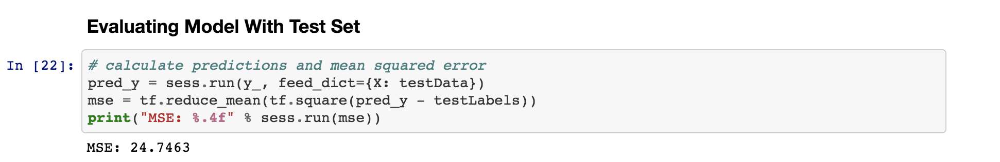 Evaluating Model With Test Set
In [22]:
# calculate predictions and mean squared error
pred_y = sess.run(y_, feed_dict={X: testData})
mse = tf.reduce_mean(tf.square(pred_y - testLabels))
print("MSE: %.4f" % sess.run(mse))
MSE: 24.7463